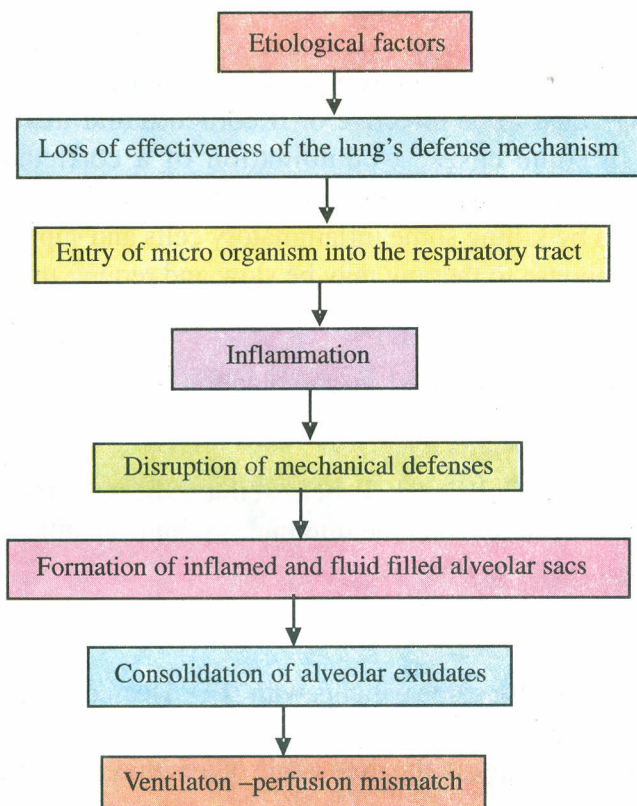 Etiological factors
Loss of effectiveness of the lung's defense mechanism
Entry of micro organism into the respiratory tract
Inflammation
Disruption of mechanical defenses
Formation of inflamed and fluid filled alveolar sacs
Consolidation of alveolar exudates
Ventilaton –perfusion mismatch